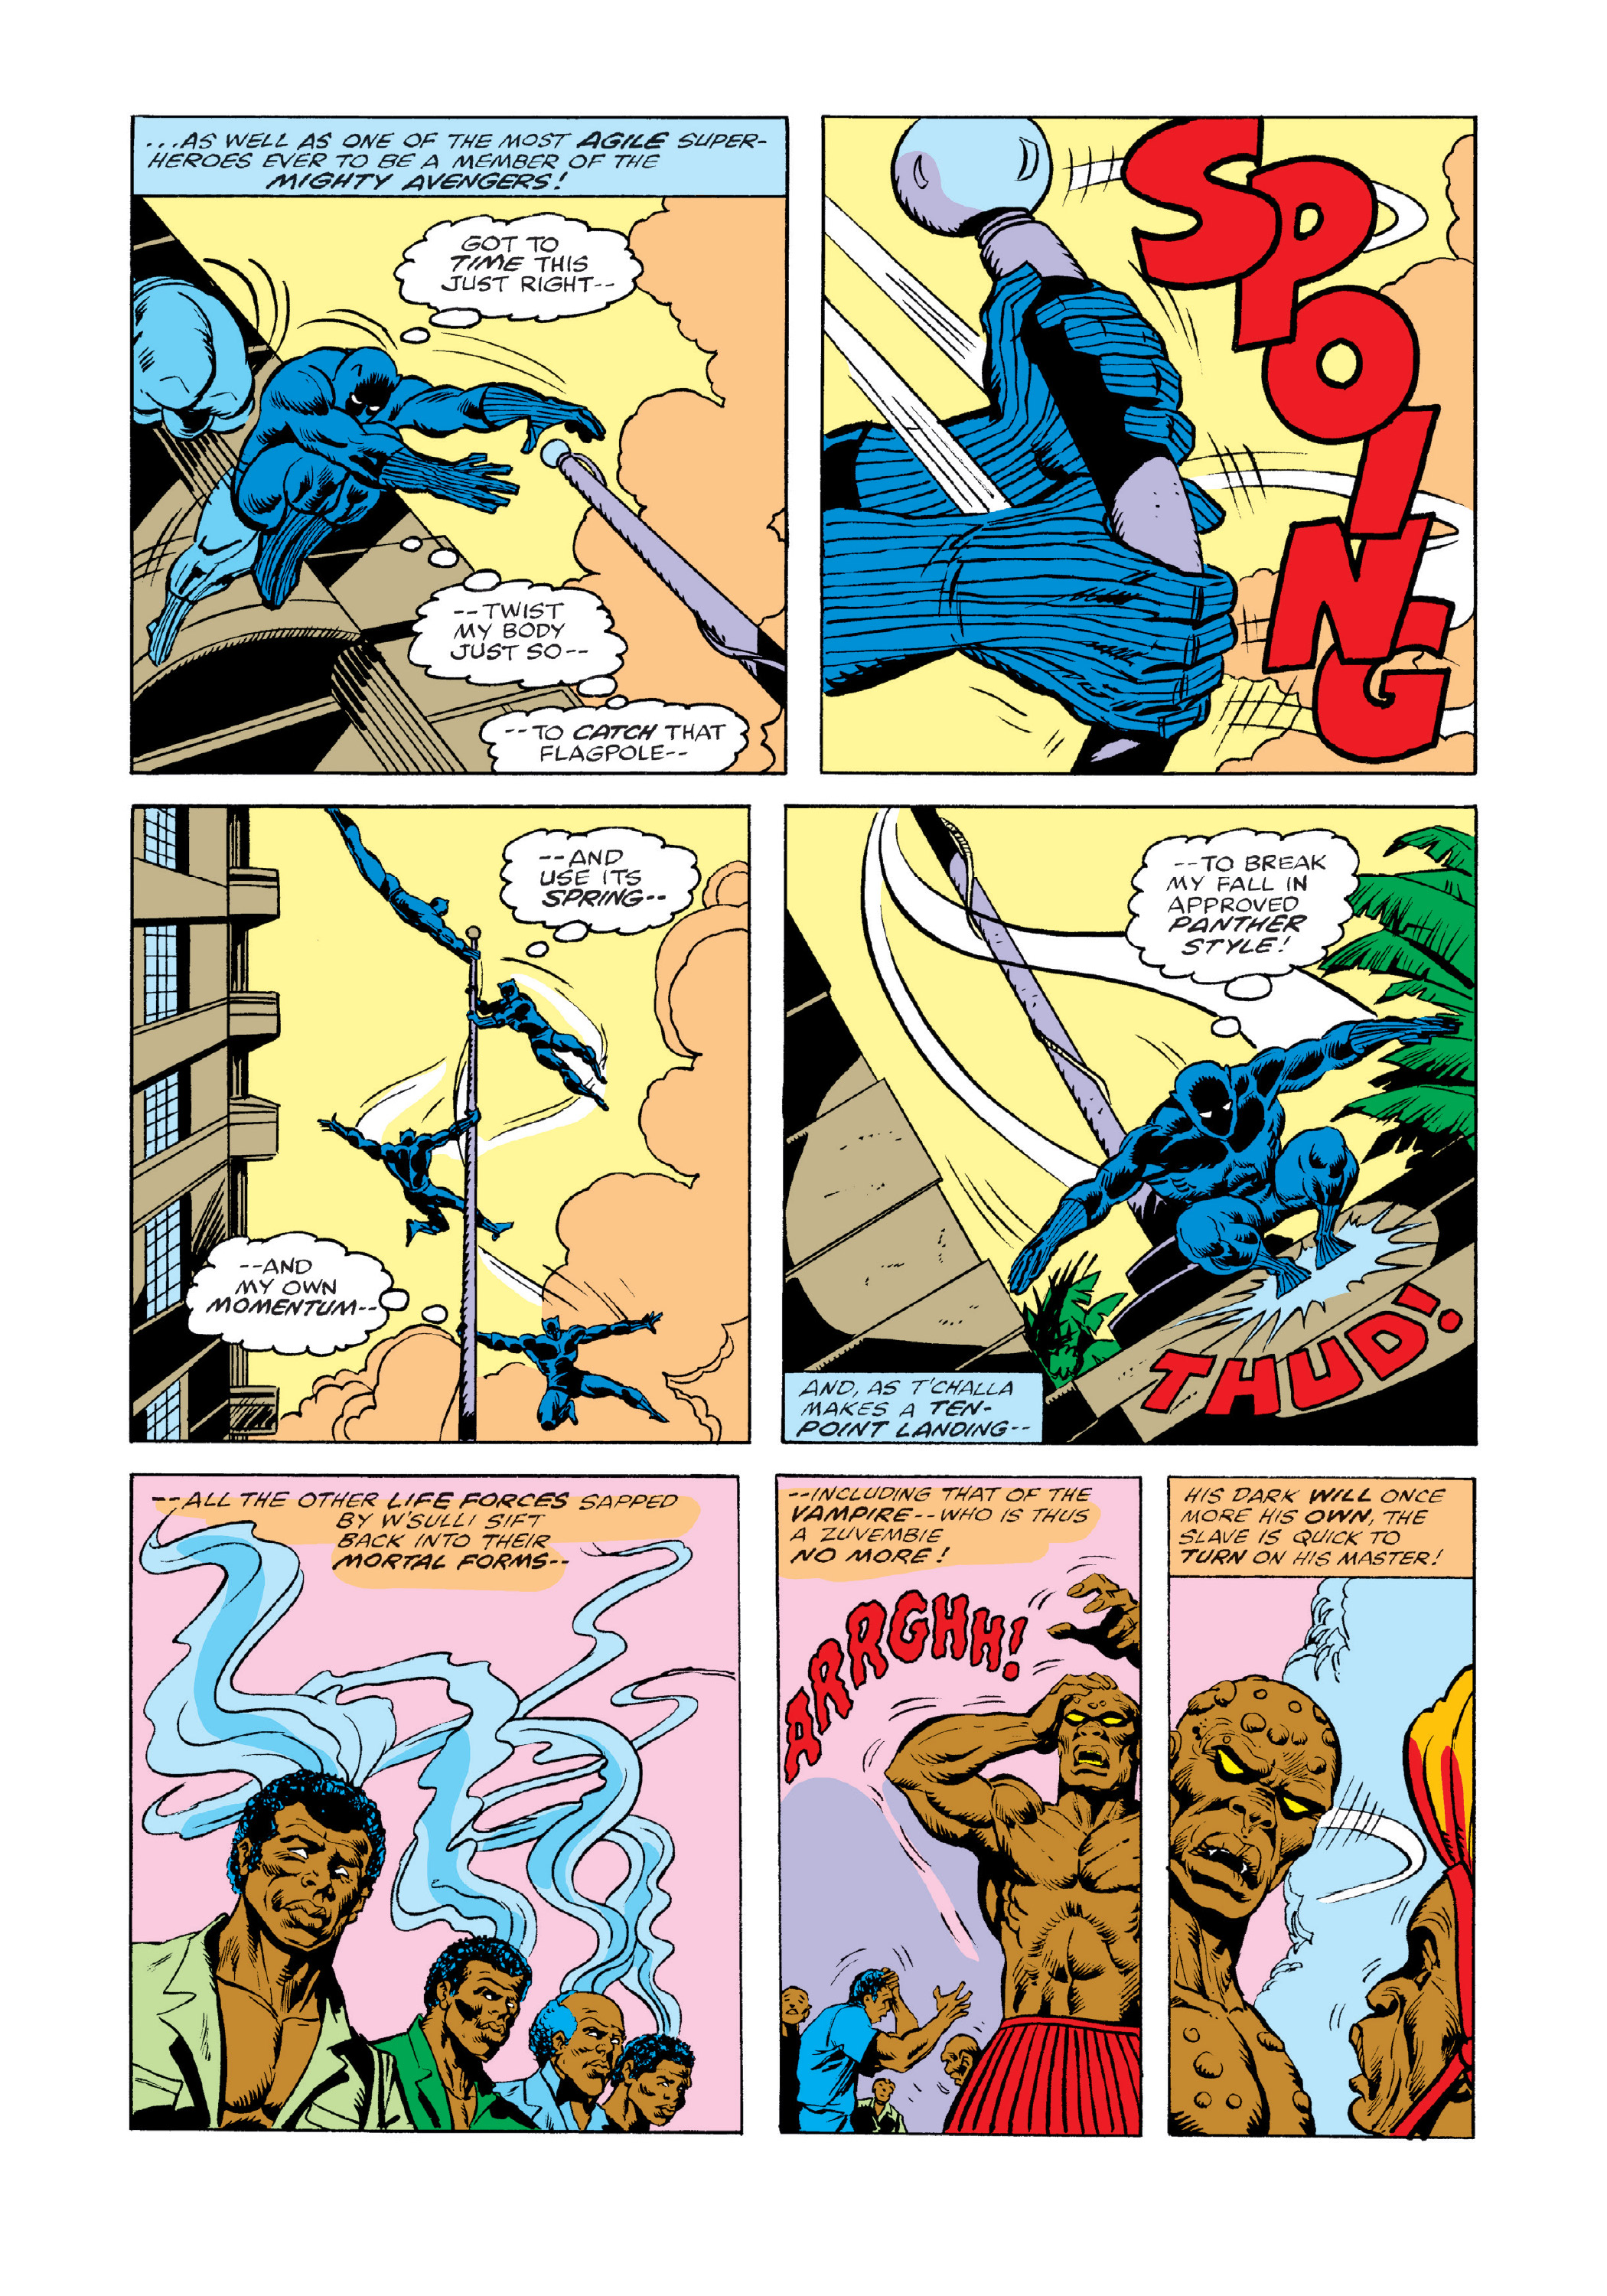 ...AS WELL AS ONE OF THE MOST AGILE SUPER-
HEROES EVER TO BE A MEMBER OF THE
MIGHTY AVENGERS!
GOT TO
TIME THIS
JUST RIGHT--
--TWIST
MY BODY
JUST SO--
--TO CATCH THAT
FLAGPOLE--
SPOING
--AND
USE ITS
SPRING--
--AND
MY OWN
MOMENTUM--
--TO BREAK
MY FALL IN
APPROVED
PANTHER
STYLE!
THUD!
AND, AS T'CHALLA
MAKES A TEN-
POINT LANDING--
--ALL THE OTHER LIFE FORCES SAPPED
BY W'SULLI SIFT
BACK INTO THEIR
MORTAL FORMS--
--INCLUDING THAT OF THE
VAMPIRE--WHO IS THUS
A ZUVEMBIE
NO MORE!
ARRRGHH!
HIS DARK WILL ONCE
MORE HIS OWN, THE
SLAVE IS QUICK TO
TURN ON HIS MASTER!